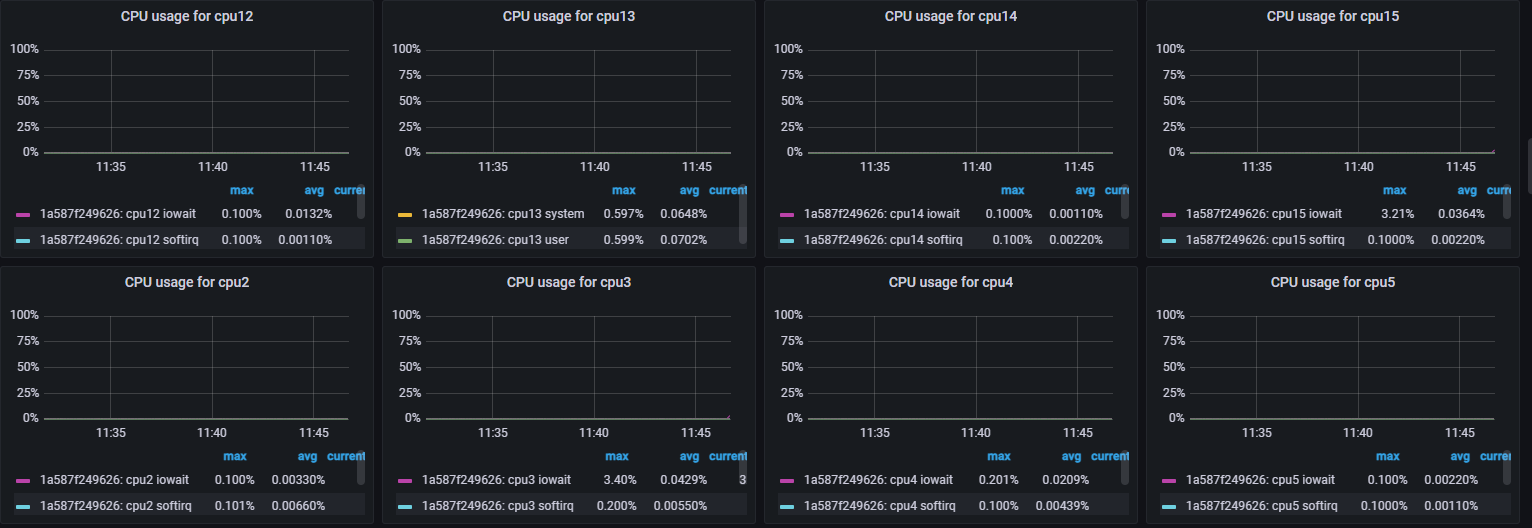 CPU usage for cpu12
100%
75%
50%
25%
0%
11:35 11:40 11:45
max avg curren
1a587f249626: cpu12 iowait 0.100% 0.0132%
1a587f249626: cpu12 softirq 0.100% 0.00110%
CPU usage for cpu13
100%
75%
50%
25%
0%
11:35 11:40 11:45
max avg current
1a587f249626: cpu13 system 0.597% 0.0648%
1a587f249626: cpu13 user 0.599% 0.0702%
CPU usage for cpu14
100%
75%
50%
25%
0%
11:35 11:40 11:45
max avg curr
1a587f249626: cpu14 iowait 0.1000% 0.00110%
1a587f249626: cpu14 softirq 0.100% 0.00220%
CPU usage for cpu15
100%
75%
50%
25%
0%
11:35 11:40 11:45
max avg curr
1a587f249626: cpu15 iowait 3.21% 0.0364%
1a587f249626: cpu15 softirq 0.1000% 0.00220%
CPU usage for cpu2
100%
75%
50%
25%
0%
11:35 11:40 11:45
max avg current
1a587f249626: cpu2 iowait 0.100% 0.00330%
1a587f249626: cpu2 softirq 0.101% 0.00660%
CPU usage for cpu3
100%
75%
50%
25%
0%
11:35 11:40 11:45
max avg current
1a587f249626: cpu3 iowait 3.40% 0.0429% 3
1a587f249626: cpu3 softirq 0.200% 0.00550%
CPU usage for cpu4
100%
75%
50%
25%
0%
11:35 11:40 11:45
max avg current
1a587f249626: cpu4 iowait 0.201% 0.0209%
1a587f249626: cpu4 softirq 0.100% 0.00439%
CPU usage for cpu5
100%
75%
50%
25%
0%
11:35 11:40 11:45
max avg curren
1a587f249626: cpu5 iowait 0.100% 0.00220%
1a587f249626: cpu5 softirq 0.1000% 0.00110%